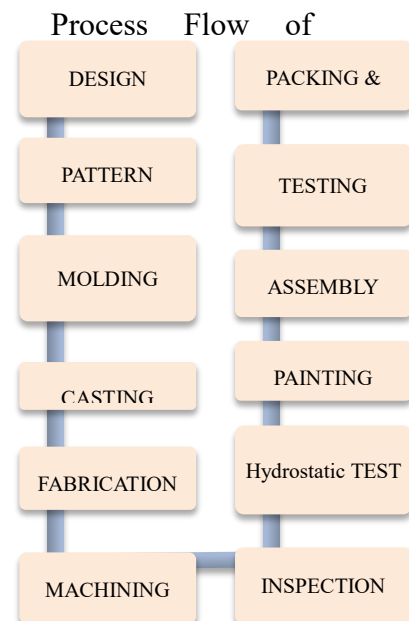 Process Flow of
DESIGN
PATTERN
MOLDING
CASTING
FABRICATION
MACHINING
PACKING &
TESTING
ASSEMBLY
PAINTING
Hydrostatic TEST
INSPECTION